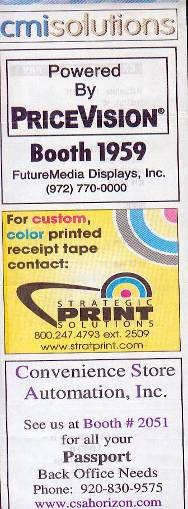 cmisolutions
Powered
By
PRICEVISION®
Booth 1959
FutureMedia Displays, Inc.
(972) 770-0000
For custom,
color printed
receipt tape
contact:
STRATEGIC
PRINT
SOLUTIONS
800.247.4793 ext. 2509
www.stratprint.com
Convenience Store
Automation, Inc.
See us at Booth # 2051
for all your
Passport
Back Office Needs
Phone: 920-830-9575
www.csahorizon.com